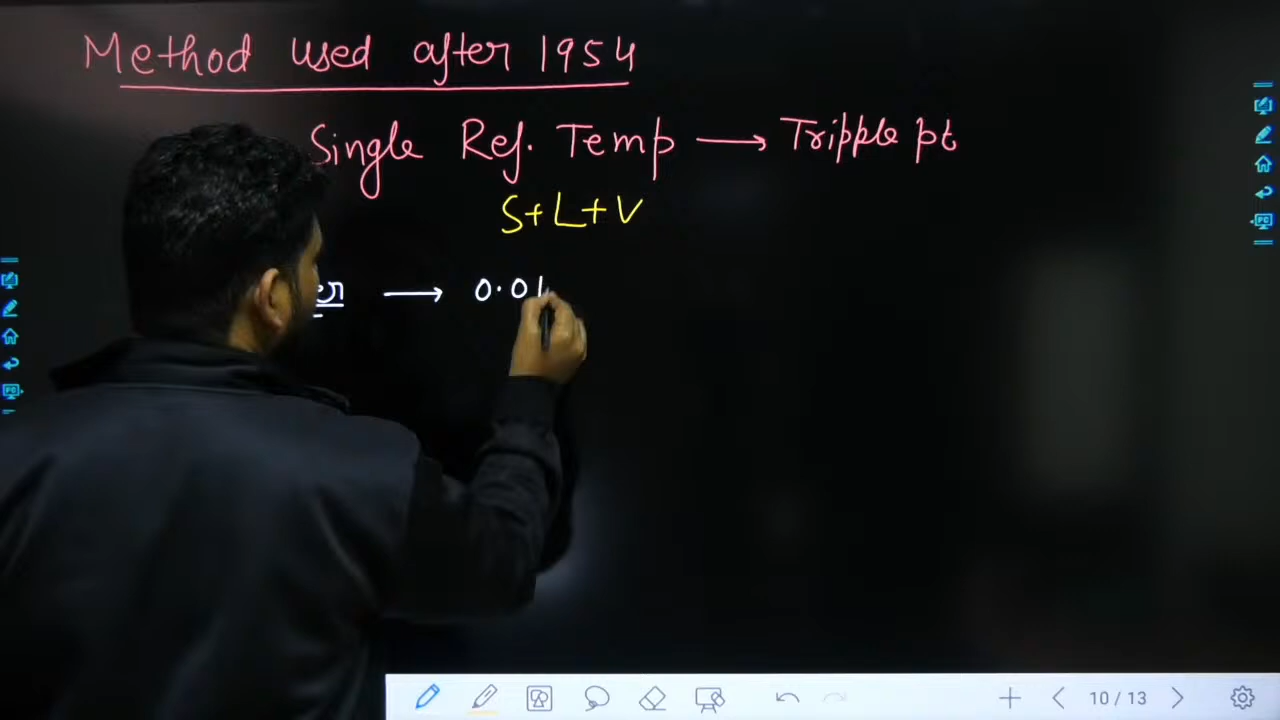 Method used after 1954
Single Ref. Temp → Tripple pt
S+L+V
→ 0.01
10 / 13